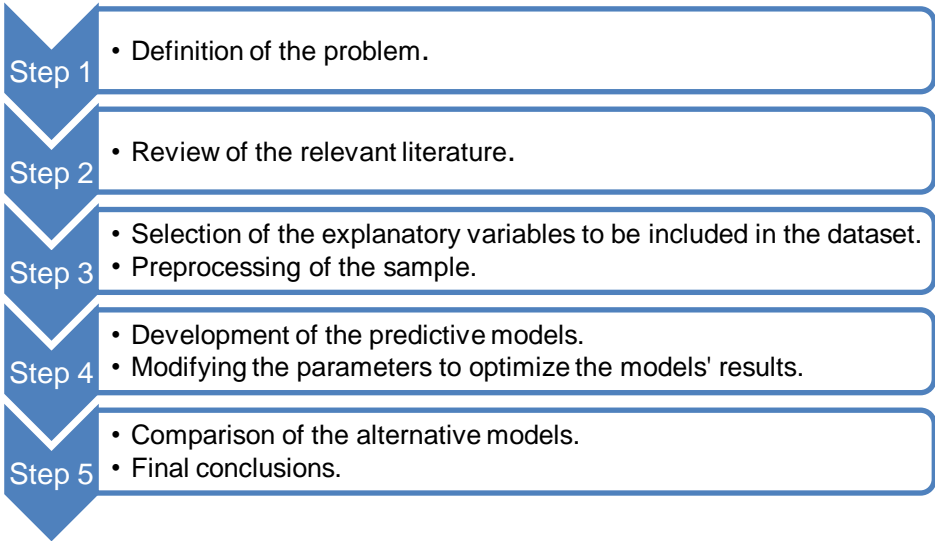 Step 1
• Definition of the problem.
Step 2
• Review of the relevant literature.
Step 3
• Selection of the explanatory variables to be included in the dataset.
• Preprocessing of the sample.
Step 4
• Development of the predictive models.
• Modifying the parameters to optimize the models' results.
Step 5
• Comparison of the alternative models.
• Final conclusions.